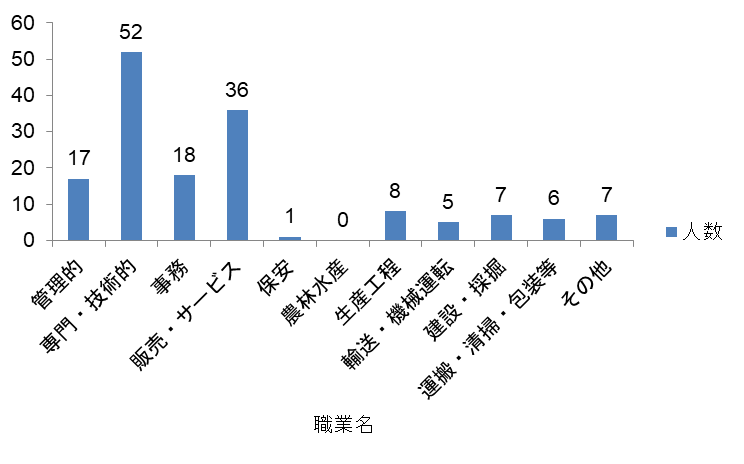 60
50
40
30
20
10
0
17
52
18
36
1
0
8
5
7
6
7
管理的
専門・技術的
事務
販売・サービス
保安
農林水産
生産工程
輸送・機械運転
建設・採掘
運搬・清掃・包装等
その他
職業名
人数